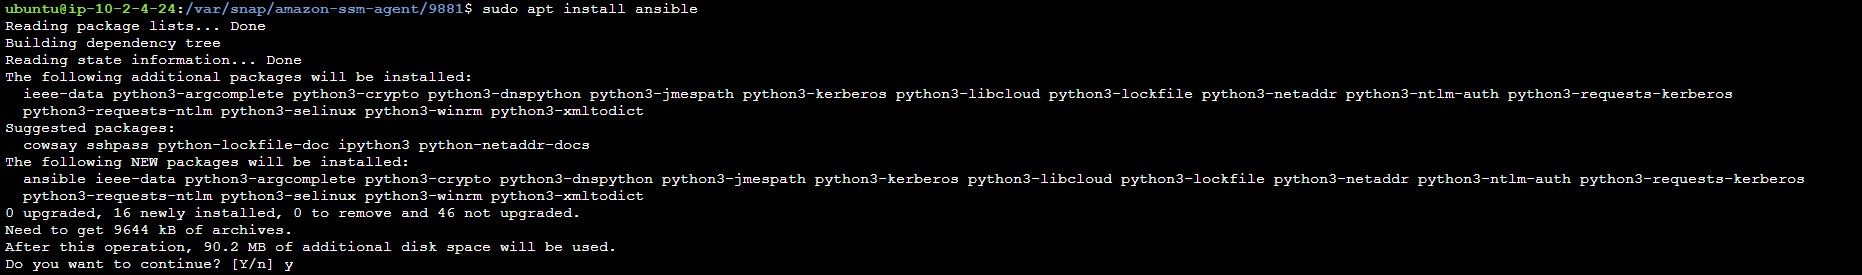 ubuntu@ip-10-2-4-24:/var/snap/amazon-ssm-agent/9881$ sudo apt install ansible
Reading package lists... Done
Building dependency tree
Reading state information... Done
The following additional packages will be installed:
  ieee-data python3-argcomplete python3-crypto python3-dnspython python3-jmespath python3-kerberos python3-libcloud python3-lockfile python3-netaddr python3-ntlm-auth python3-requests-kerberos
  python3-requests-ntlm python3-selinux python3-winrm python3-xmltodict
Suggested packages:
  cowsay sshpass python-lockfile-doc ipython3 python-netaddr-docs
The following NEW packages will be installed:
  ansible ieee-data python3-argcomplete python3-crypto python3-dnspython python3-jmespath python3-kerberos python3-libcloud python3-lockfile python3-netaddr python3-ntlm-auth python3-requests-kerberos
  python3-requests-ntlm python3-selinux python3-winrm python3-xmltodict
0 upgraded, 16 newly installed, 0 to remove and 46 not upgraded.
Need to get 9644 kB of archives.
After this operation, 90.2 MB of additional disk space will be used.
Do you want to continue? [Y/n] y